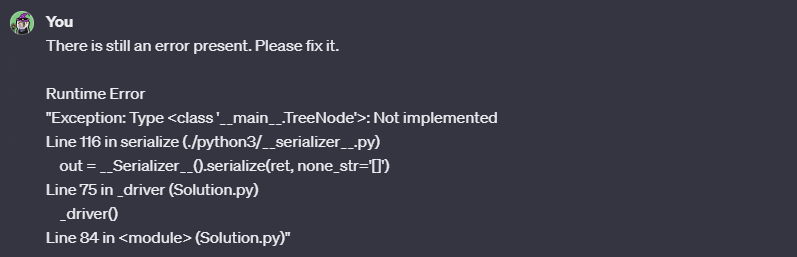 You
There is still an error present. Please fix it.
Runtime Error
"Exception: Type <class '__main__.TreeNode'>: Not implemented
Line 116 in serialize (./python3/__serializer__.py)
out = __Serializer__().serialize(ret, none_str='[]')
Line 75 in _driver (Solution.py)
_driver()
Line 84 in <module> (Solution.py)"